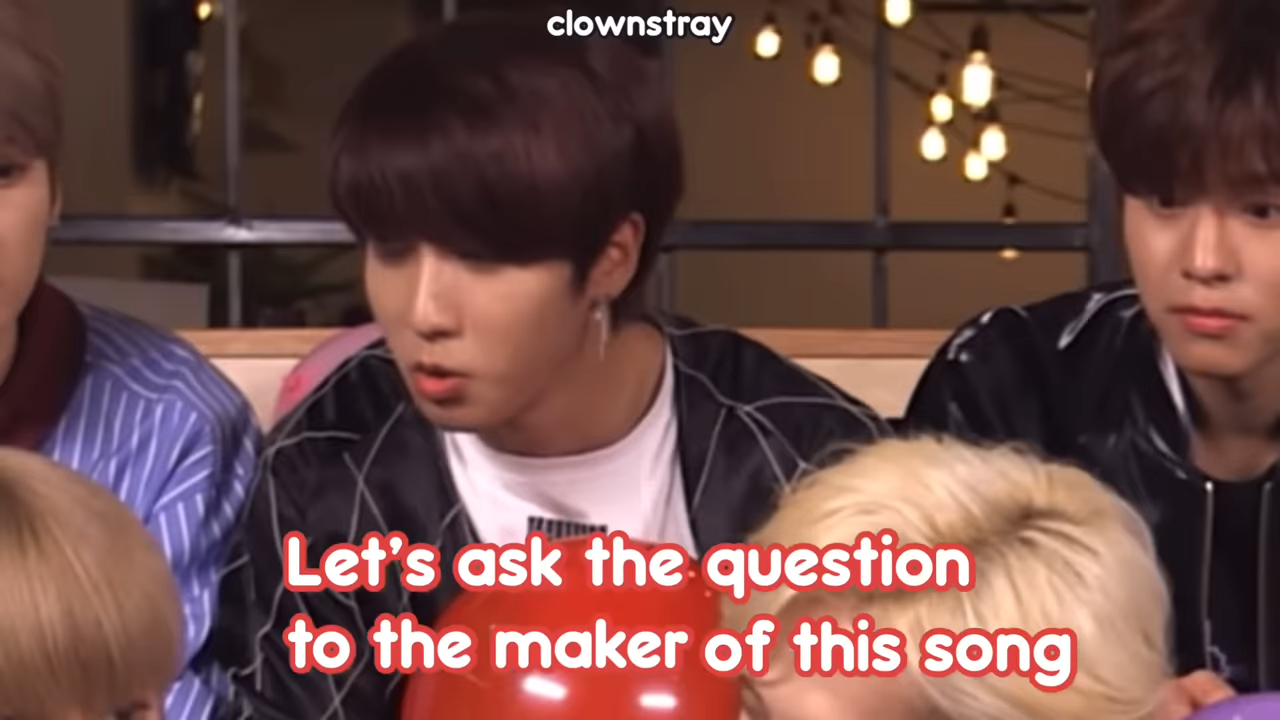 clownstray
Let's ask the question
to the maker of this song